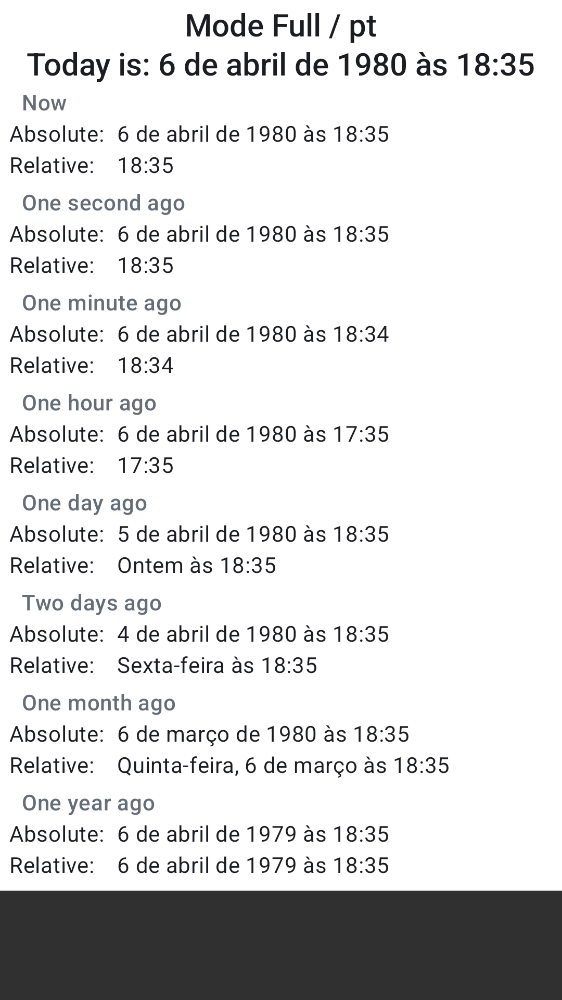 Mode Full / pt
Today is: 6 de abril de 1980 às 18:35
Now
Absolute: 6 de abril de 1980 às 18:35
Relative: 18:35
One second ago
Absolute: 6 de abril de 1980 às 18:35
Relative: 18:35
One minute ago
Absolute: 6 de abril de 1980 às 18:34
Relative: 18:34
One hour ago
Absolute: 6 de abril de 1980 às 17:35
Relative: 17:35
One day ago
Absolute: 5 de abril de 1980 às 18:35
Relative: Ontem às 18:35
Two days ago
Absolute: 4 de abril de 1980 às 18:35
Relative: Sexta-feira às 18:35
One month ago
Absolute: 6 de março de 1980 às 18:35
Relative: Quinta-feira, 6 de março às 18:35
One year ago
Absolute: 6 de abril de 1979 às 18:35
Relative: 6 de abril de 1979 às 18:35